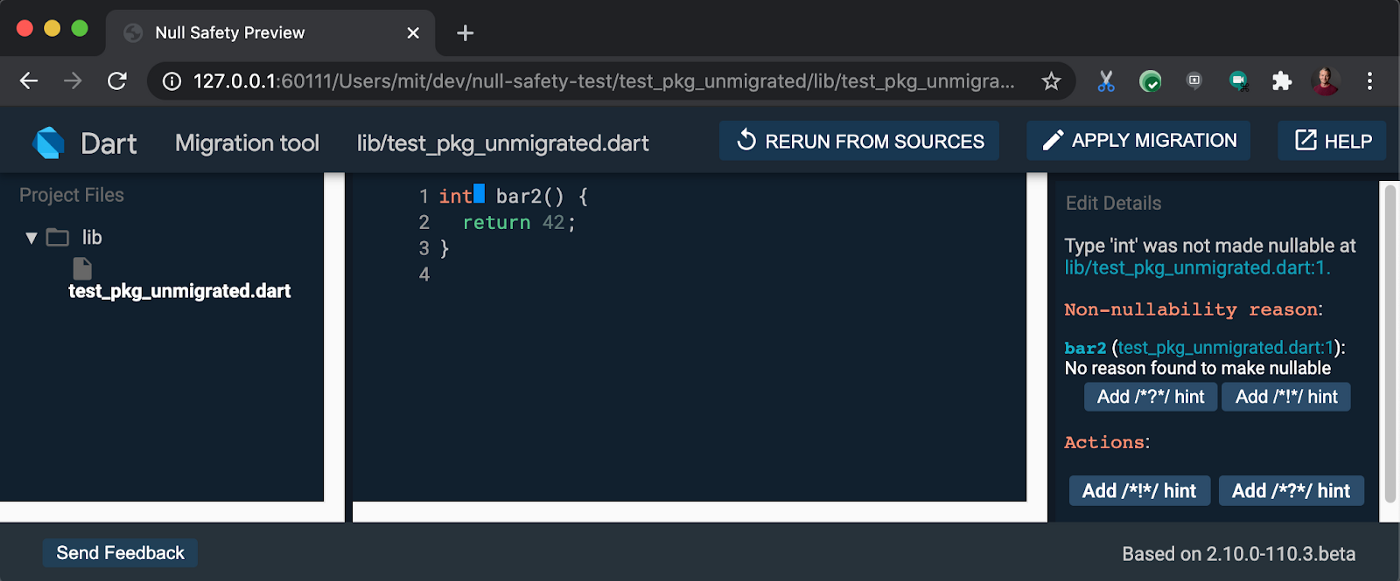 Null Safety Preview
127.0.0.1:60111/Users/mit/dev/null-safety-test/test_pkg_unmigrated/lib/test_pkg_unmigra...
Dart Migration tool lib/test_pkg_unmigrated.dart RERUN FROM SOURCES APPLY MIGRATION HELP
Project Files
lib
test_pkg_unmigrated.dart
1 int bar2() {
2 return 42;
3 }
4
Edit Details
Type 'int' was not made nullable at
lib/test_pkg_unmigrated.dart:1.
Non-nullability reason:
bar2 (test_pkg_unmigrated.dart:1):
No reason found to make nullable
Add /*?*/ hint Add /*!*/ hint
Actions:
Add /*!*/ hint Add /*?*/ hint
Send Feedback Based on 2.10.0-110.3.beta